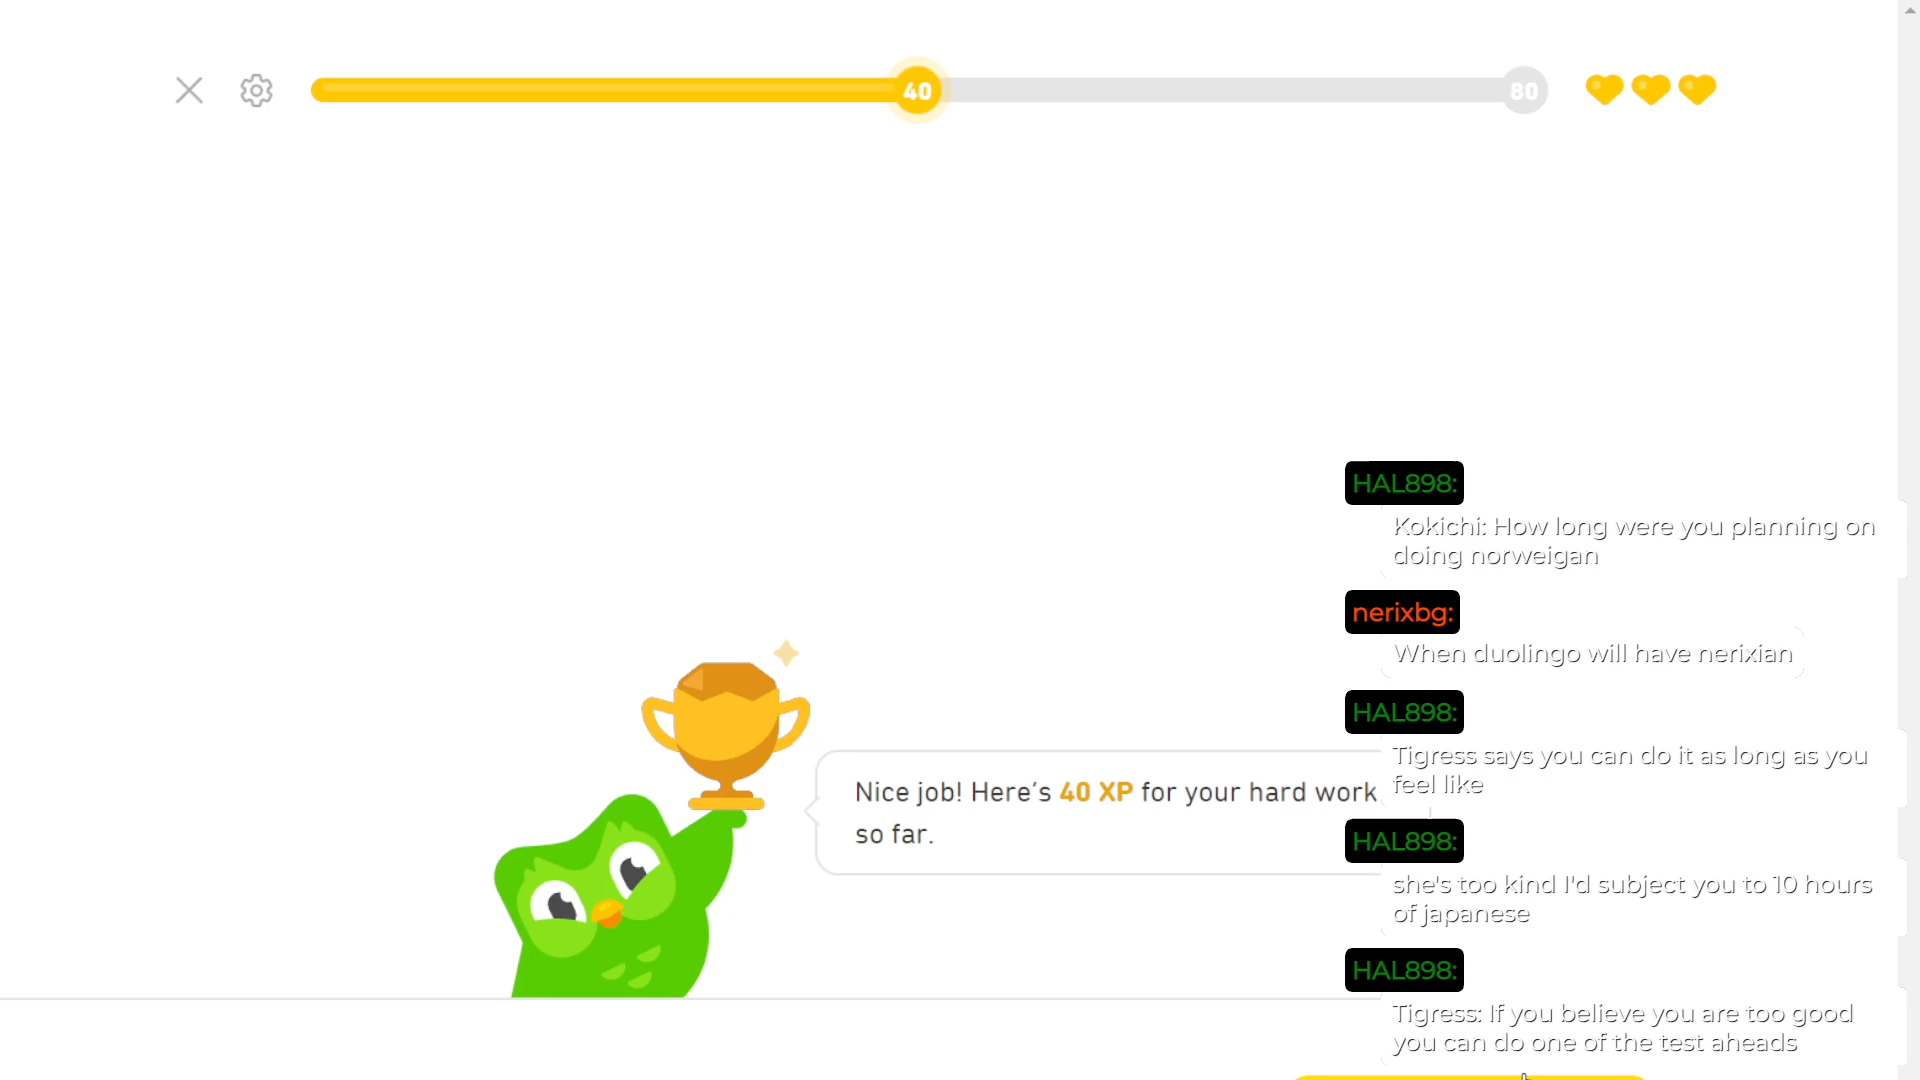 40
80
HAL898:
Kokichi: How long were you planning on
doing norweigan
nerixbg:
When duolingo will have nerixian
HAL898:
Tigress says you can do it as long as you
feel like
Nice job! Here's 40 XP for your hard work
so far.
HAL898:
she's too kind I'd subject you to 10 hours
of japanese
HAL898:
Tigress: If you believe you are too good
you can do one of the test aheads